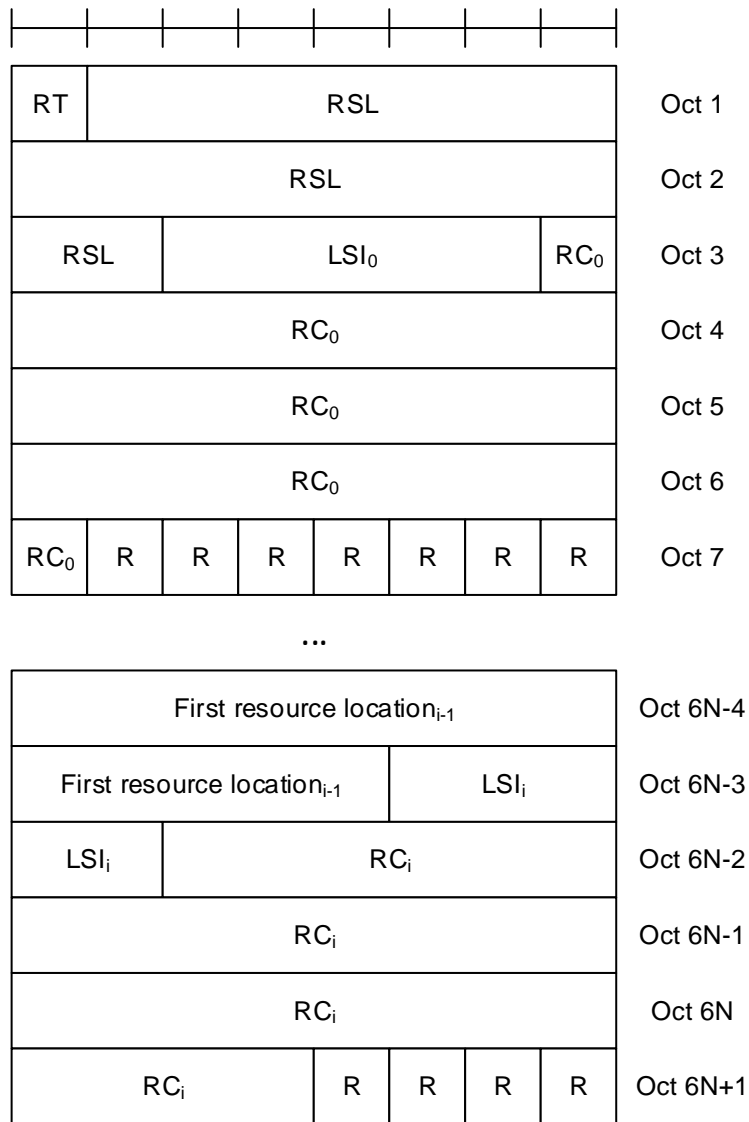 RT RSL Oct 1
RSL Oct 2
RSL LSI₀ RC₀ Oct 3
RC₀ Oct 4
RC₀ Oct 5
RC₀ Oct 6
RC₀ R R R R R R R Oct 7
...
First resource locationᵢ₋₁ Oct 6N-4
First resource locationᵢ₋₁ LSIᵢ Oct 6N-3
LSIᵢ RCᵢ Oct 6N-2
RCᵢ Oct 6N-1
RCᵢ Oct 6N
RCᵢ R R R R Oct 6N+1